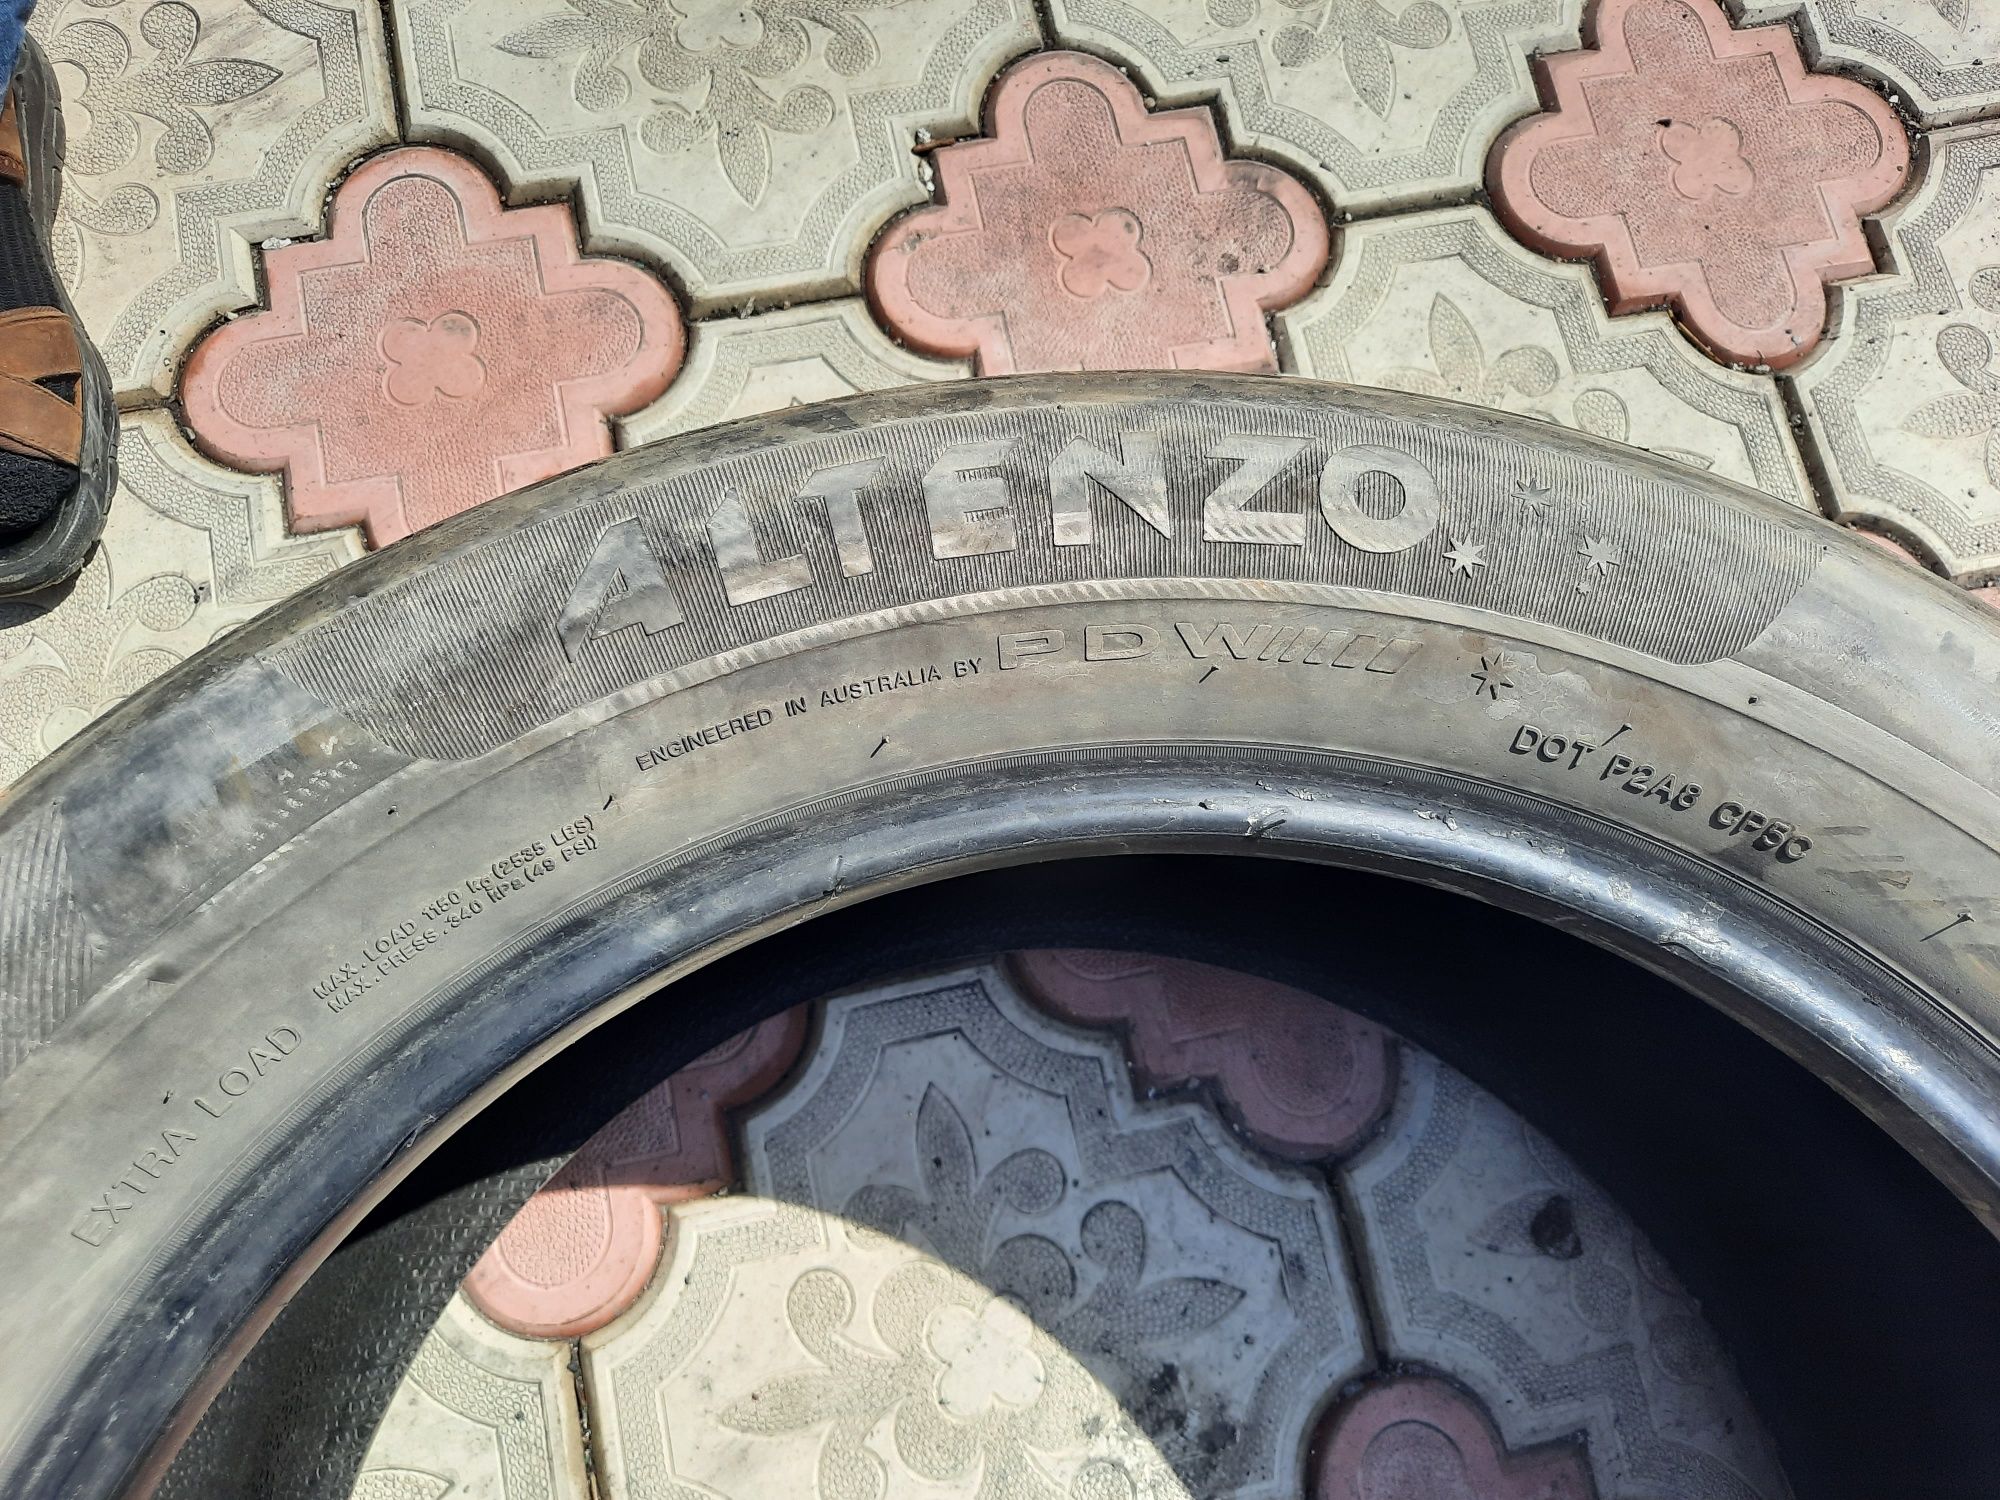 ALTENZO
ENGINEERED IN AUSTRALIA BY PDW
DOT P2A8 CP5C
MAX. LOAD 1150 kg (2535 LBS)
MAX. PRESS. 340 KPa (49 PSI)
EXTRA LOAD